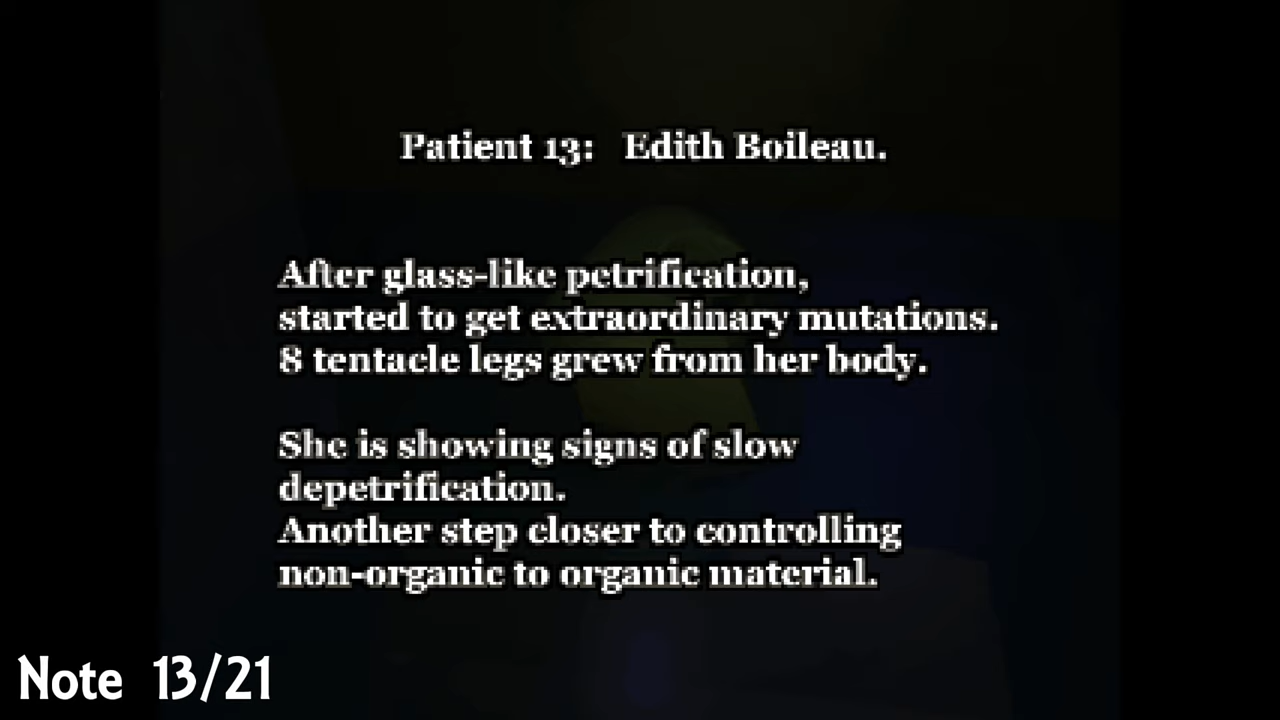 Patient 13: Edith Boileau.
After glass-like petrification,
started to get extraordinary mutations.
8 tentacle legs grew from her body.
She is showing signs of slow
depetrification.
Another step closer to controlling
non-organic to organic material.
Note 13/21